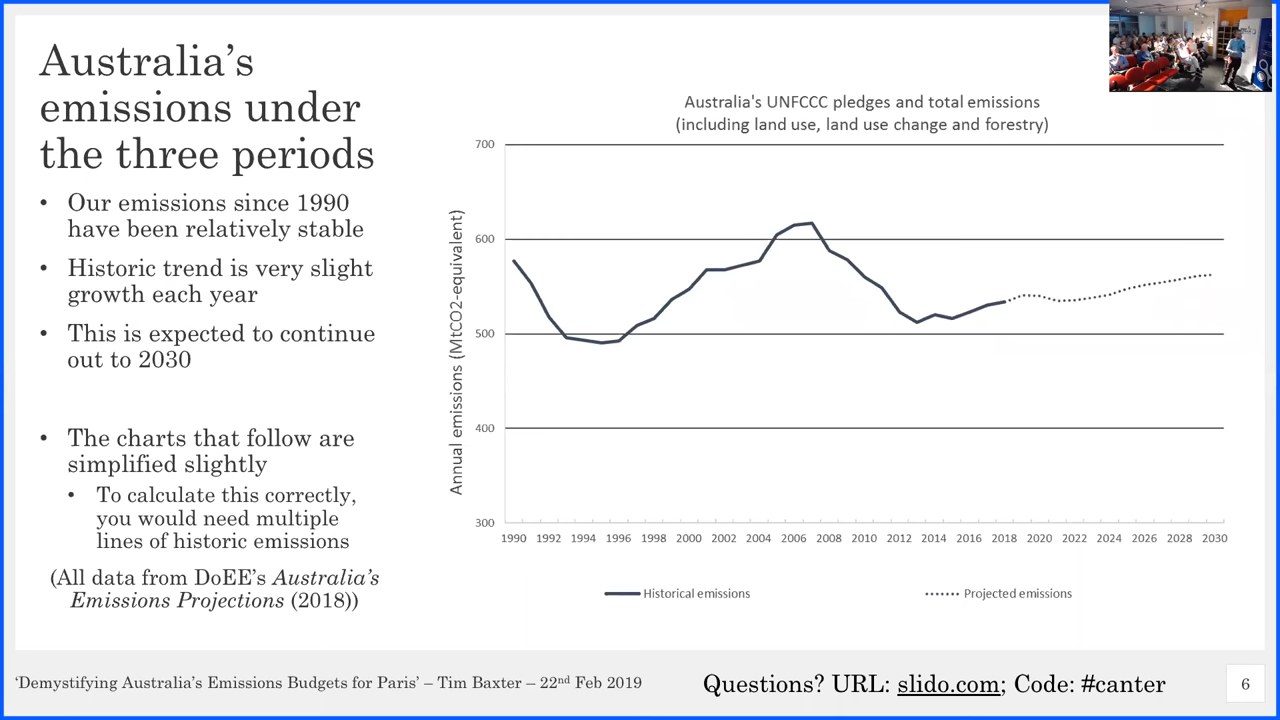 Australia’s
emissions under
the three periods
• Our emissions since 1990
have been relatively stable
• Historic trend is very slight
growth each year
• This is expected to continue
out to 2030
• The charts that follow are
simplified slightly
• To calculate this correctly,
you would need multiple
lines of historic emissions
(All data from DoEE’s Australia’s
Emissions Projections (2018))
Australia's UNFCCC pledges and total emissions
(including land use, land use change and forestry)
Annual emissions (MtCO2-equivalent)
700
600
500
400
300
1990 1992 1994 1996 1998 2000 2002 2004 2006 2008 2010 2012 2014 2016 2018 2020 2022 2024 2026 2028 2030
Historical emissions
Projected emissions
‘Demystifying Australia’s Emissions Budgets for Paris’ – Tim Baxter – 22nd Feb 2019
Questions? URL: slido.com; Code: #canter
6